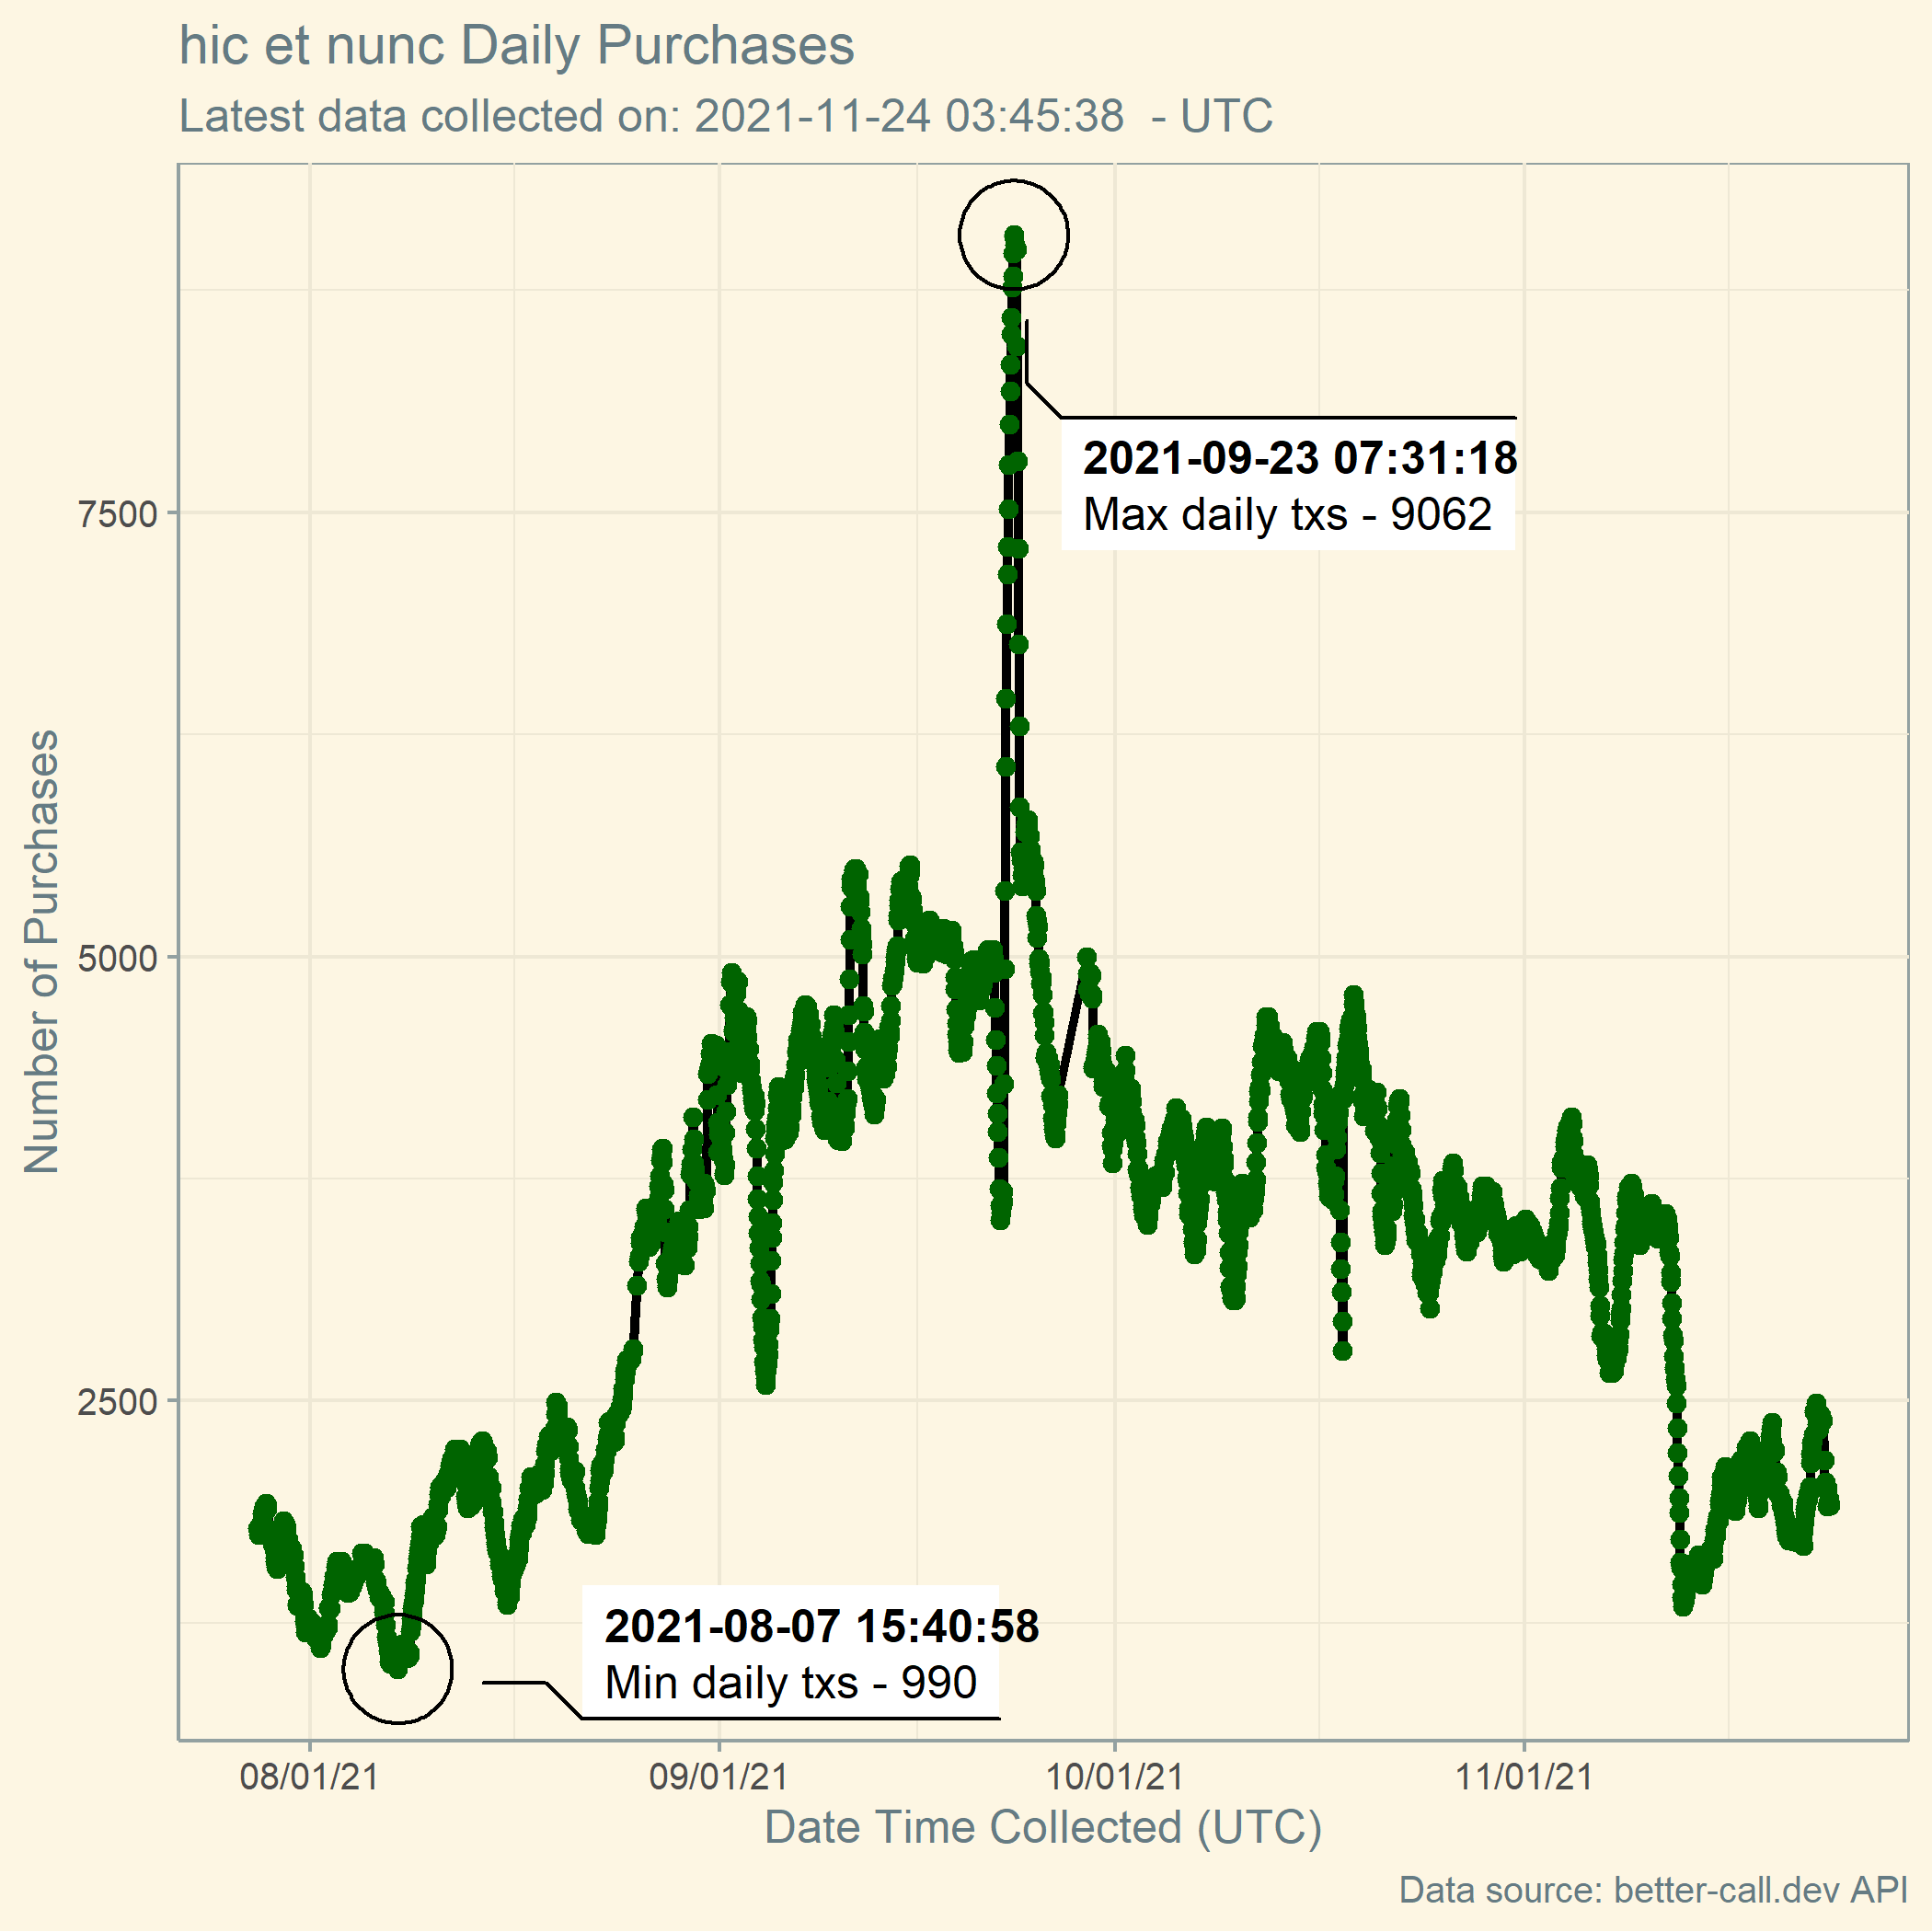 hic et nunc Daily Purchases
Latest data collected on: 2021-11-24 03:45:38  - UTC
Number of Purchases
7500
5000
2500
2021-09-23 07:31:18
Max daily txs - 9062
2021-08-07 15:40:58
Min daily txs - 990
08/01/21 09/01/21 10/01/21 11/01/21
Date Time Collected (UTC)
Data source: better-call.dev API